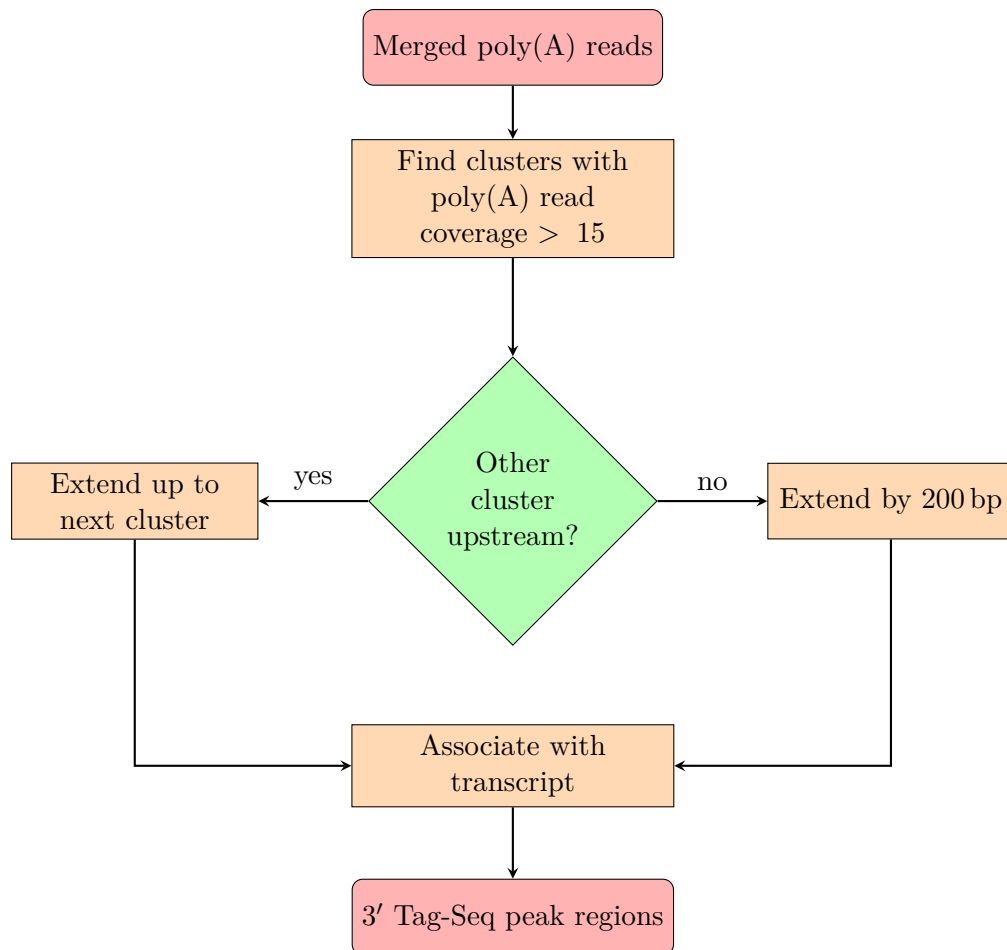 Merged poly(A) reads
Find clusters with
poly(A) read
coverage > 15
Other
cluster
upstream?
yes
no
Extend up to
next cluster
Extend by 200 bp
Associate with
transcript
3′ Tag-Seq peak regions